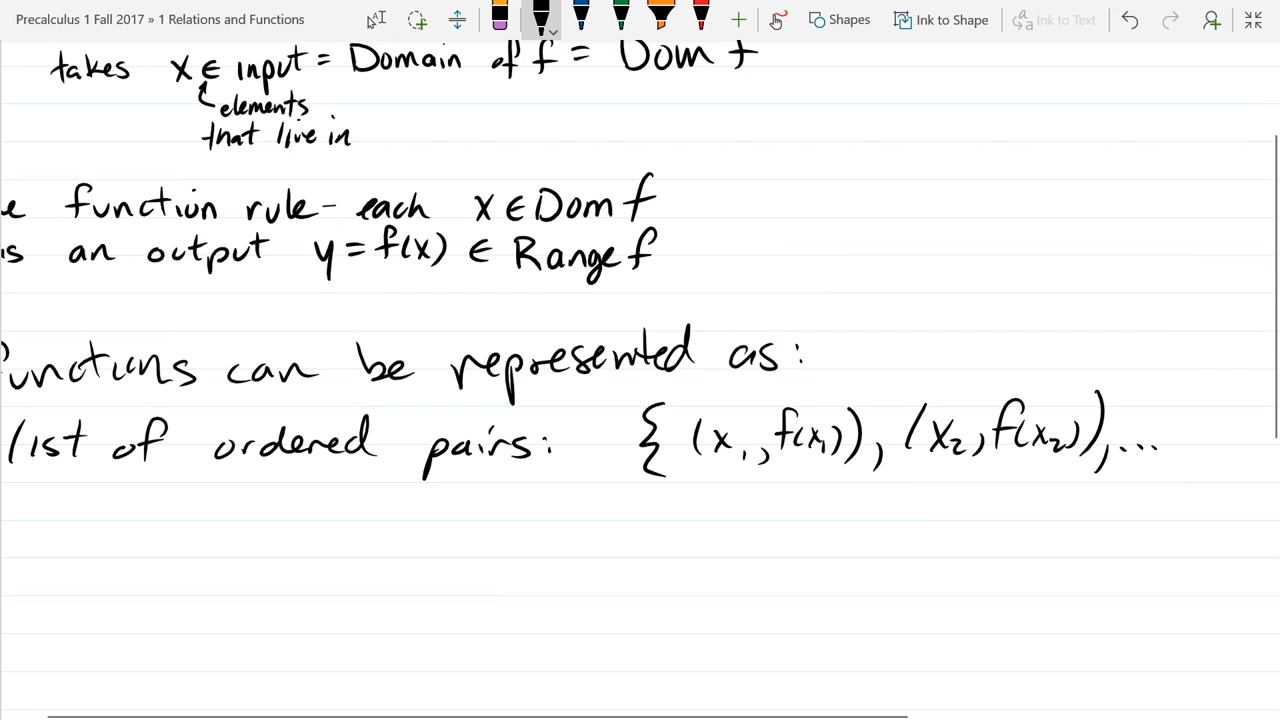 Precalculus 1 Fall 2017 » 1 Relations and Functions
Shapes
Ink to Shape
Ink to Text
takes x ∈ input = Domain of f = Dom f
elements
that live in
e function rule - each x ∈ Dom f
is an output y = f(x) ∈ Range f
functions can be represented as:
list of ordered pairs: { (x₁, f(x₁)), (x₂, f(x₂)), ...